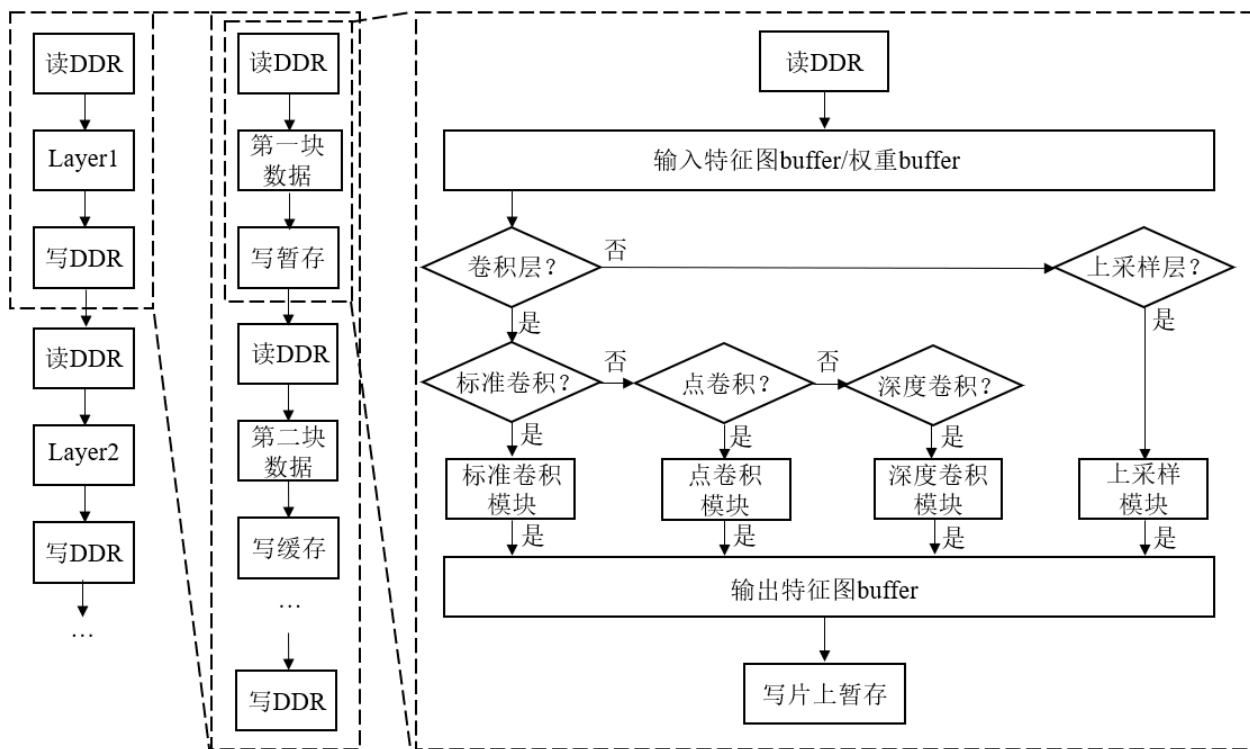 读DDR
Layer1
写DDR
读DDR
Layer2
写DDR
…
读DDR
第一块
数据
写暂存
读DDR
第二块
数据
写缓存
…
写DDR
读DDR
输入特征图buffer/权重buffer
卷积层？
否
上采样层？
是
是
标准卷积？
否
点卷积？
否
深度卷积？
是
是
是
标准卷积
模块
点卷积
模块
深度卷积
模块
上采样
模块
是
是
是
是
输出特征图buffer
写片上暂存